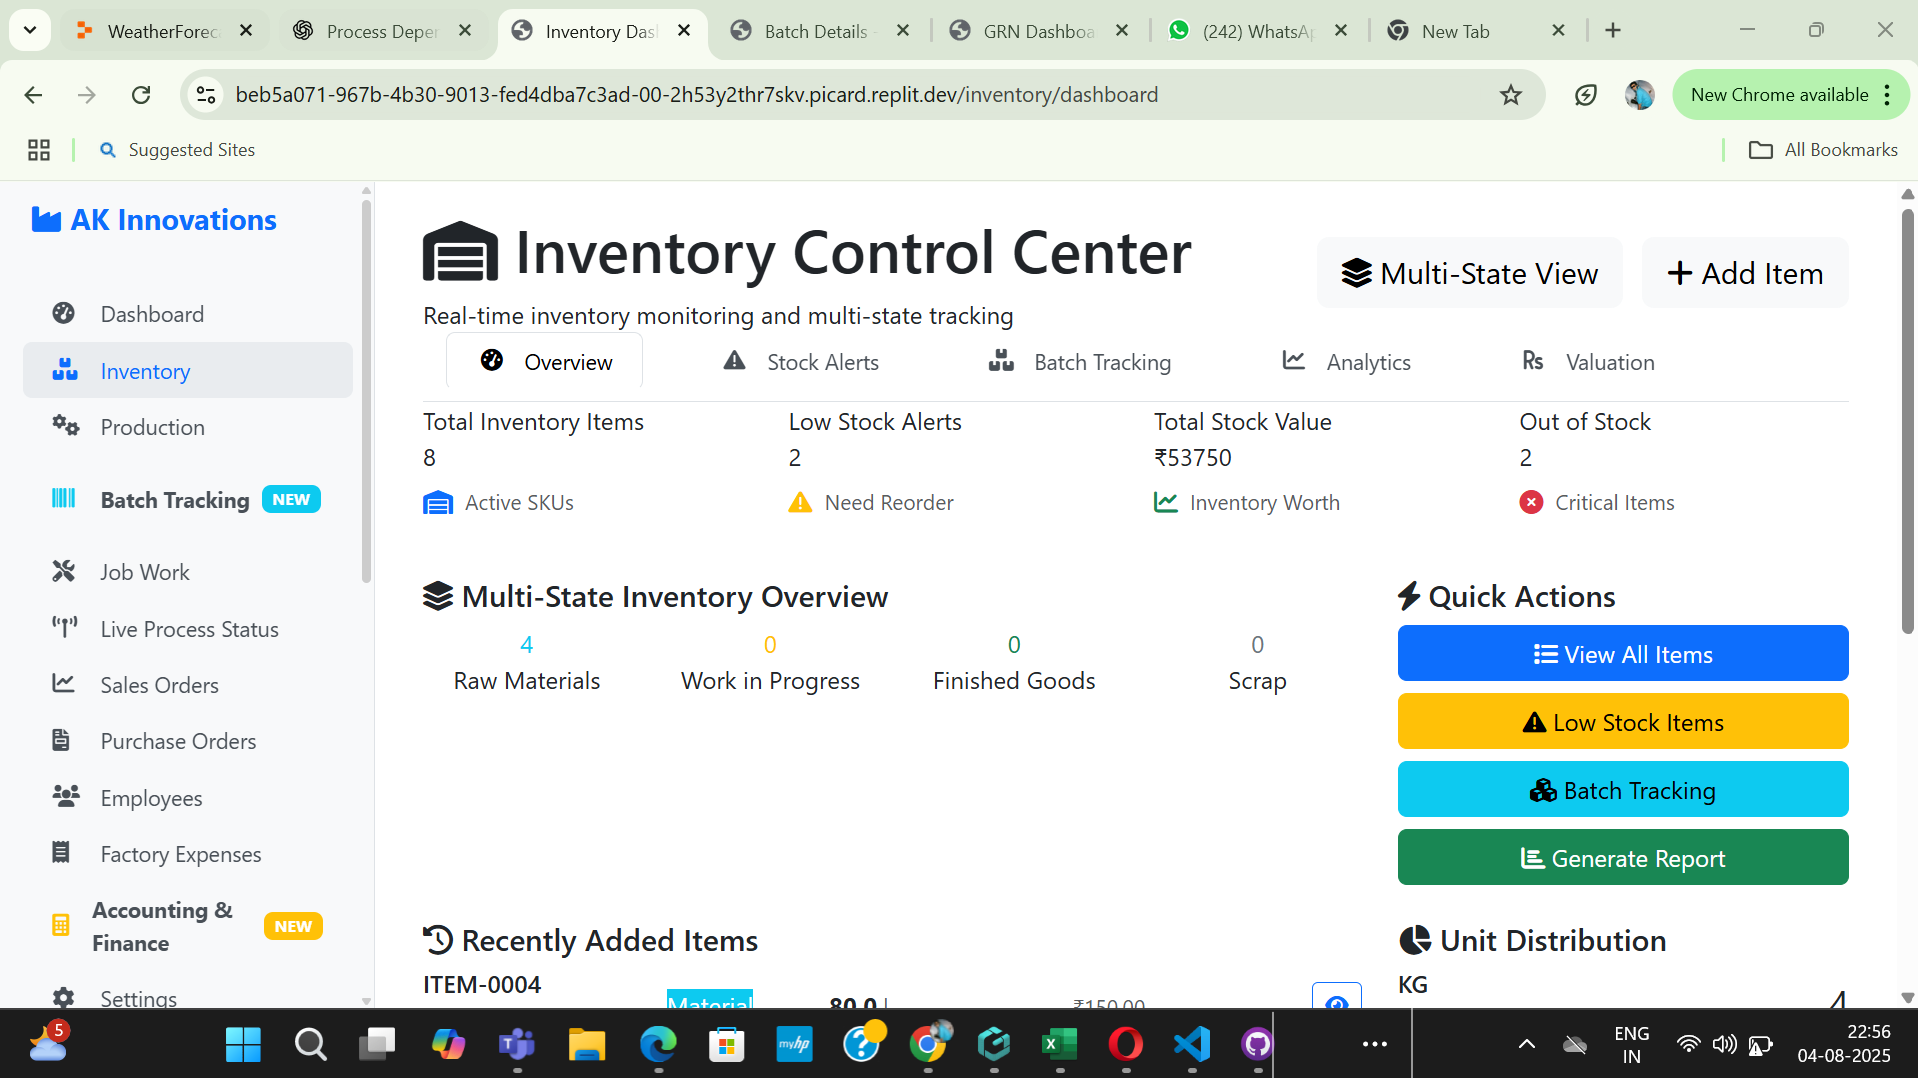 WeatherForec
Process Deper
Inventory Das
Batch Details -
GRN Dashboa
(242) WhatsAp
New Tab
beb5a071-967b-4b30-9013-fed4dba7c3ad-00-2h53y2thr7skv.picard.replit.dev/inventory/dashboard
New Chrome available
Suggested Sites
All Bookmarks
AK Innovations
Dashboard
Inventory
Production
Batch Tracking NEW
Job Work
Live Process Status
Sales Orders
Purchase Orders
Employees
Factory Expenses
Accounting &
Finance
NEW
Settings
Inventory Control Center
Real-time inventory monitoring and multi-state tracking
Multi-State View
+ Add Item
Overview
Stock Alerts
Batch Tracking
Analytics
Rs Valuation
Total Inventory Items
8
Active SKUs
Low Stock Alerts
2
Need Reorder
Total Stock Value
₹53750
Inventory Worth
Out of Stock
2
Critical Items
Multi-State Inventory Overview
4
Raw Materials
0
Work in Progress
0
Finished Goods
0
Scrap
Quick Actions
View All Items
Low Stock Items
Batch Tracking
Generate Report
Recently Added Items
ITEM-0004
Material
80.0
₹150.00
Unit Distribution
KG
4
5
myhp
ENG
IN
22:56
04-08-2025